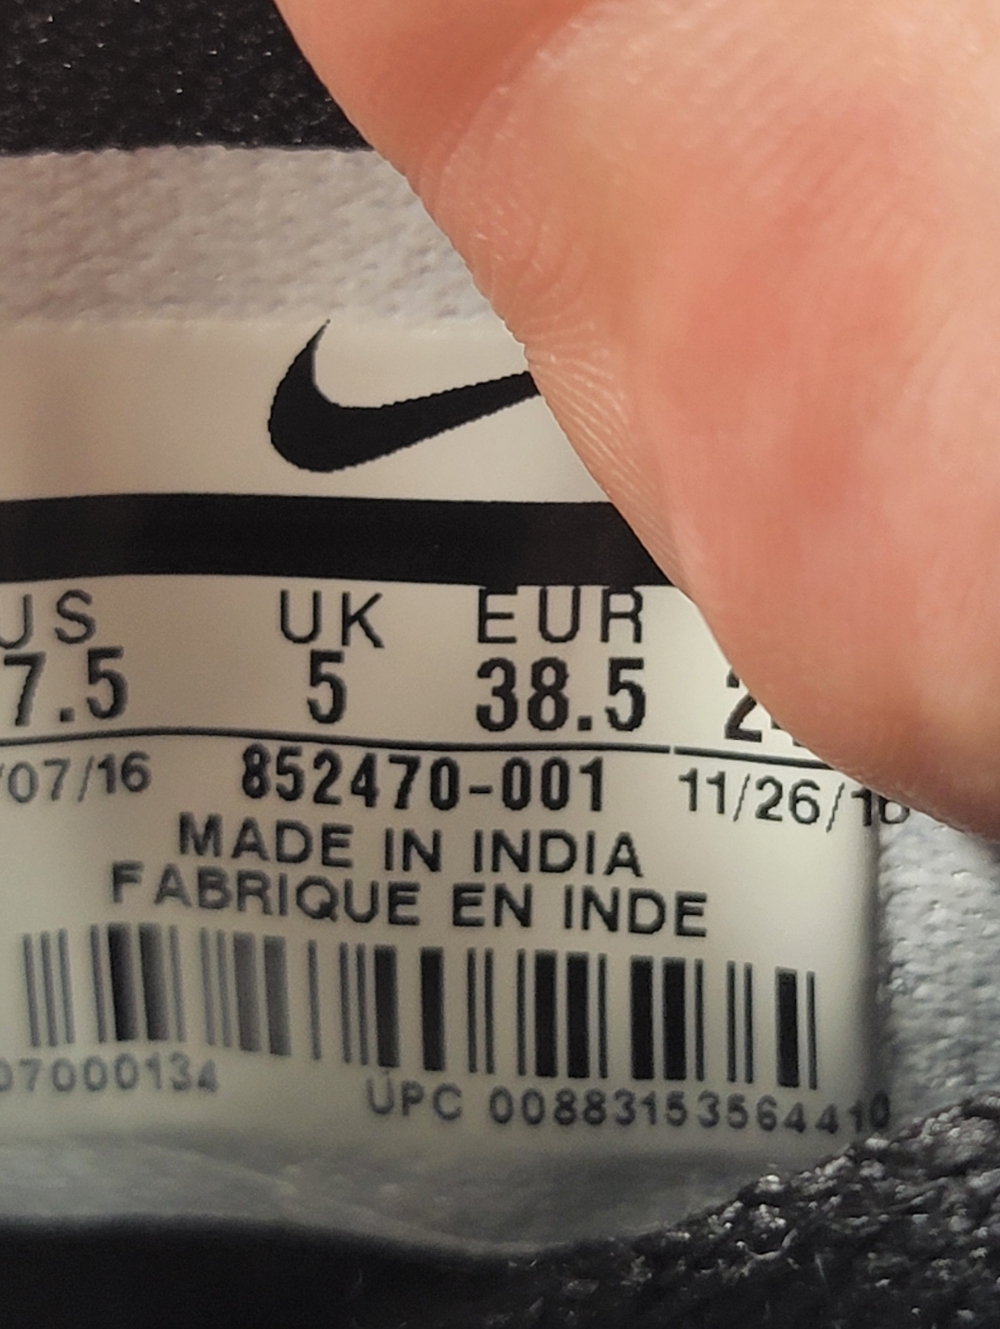 US UK EUR
7.5 5 38.5
/07/16 852470-001 11/26/16
MADE IN INDIA
FABRIQUE EN INDE
07000134 UPC 00883153564410